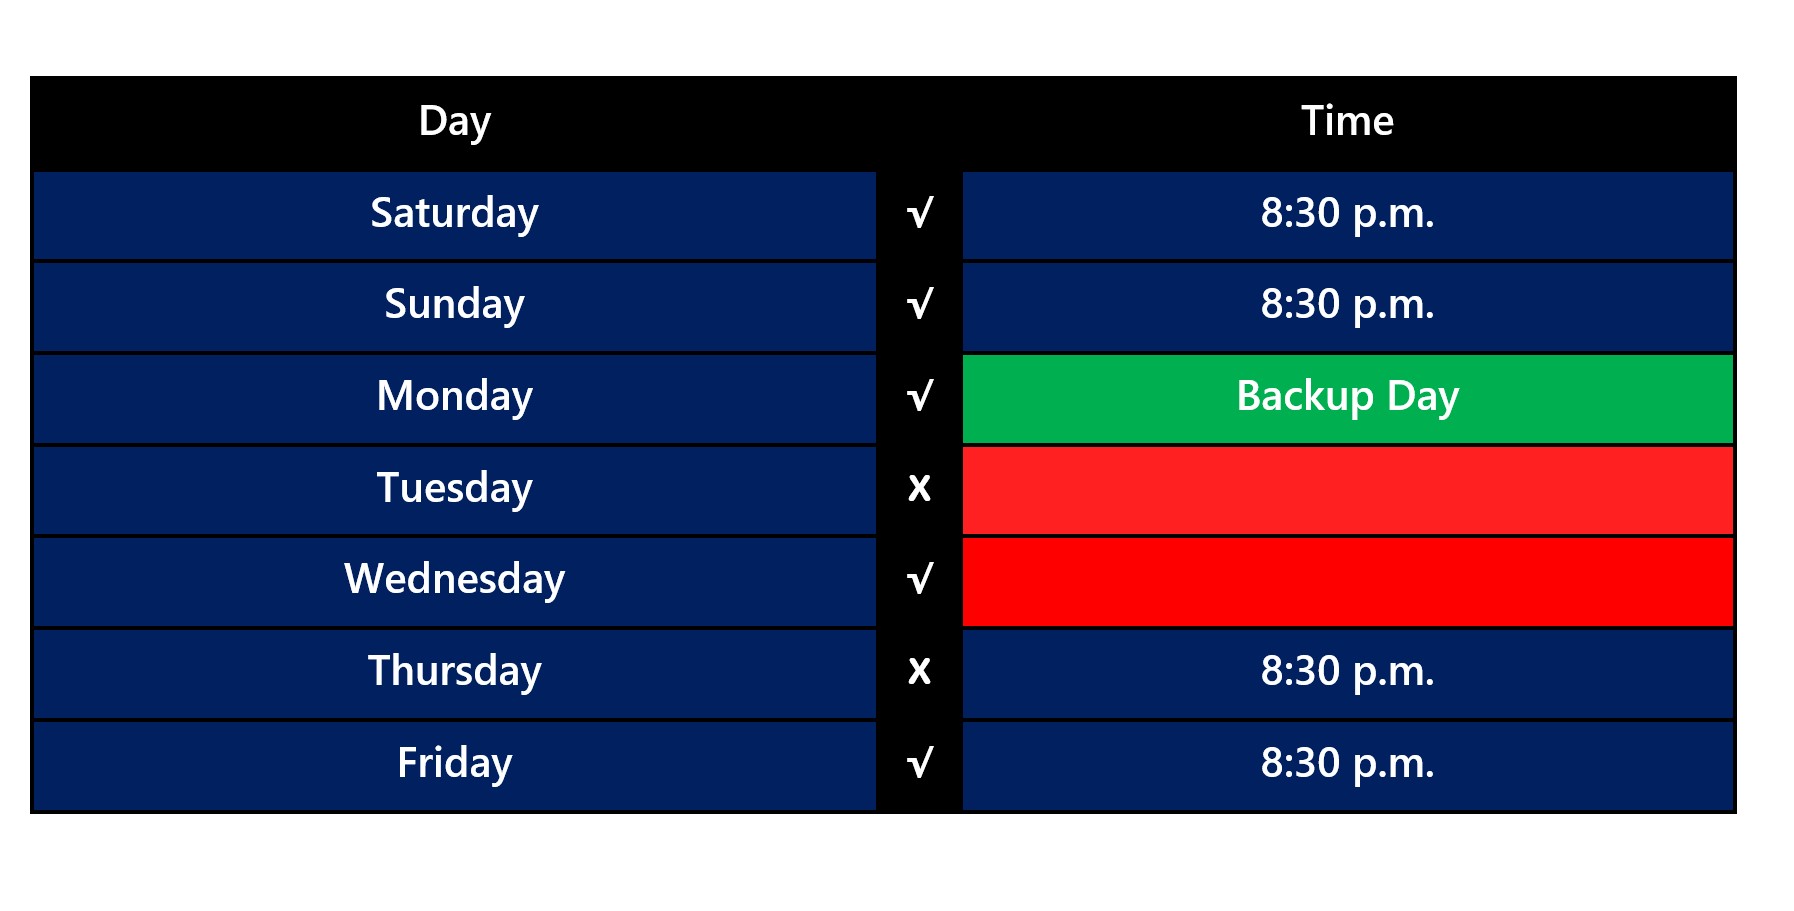 Day Time
Saturday √ 8:30 p.m.
Sunday √ 8:30 p.m.
Monday √ Backup Day
Tuesday X
Wednesday √
Thursday X 8:30 p.m.
Friday √ 8:30 p.m.